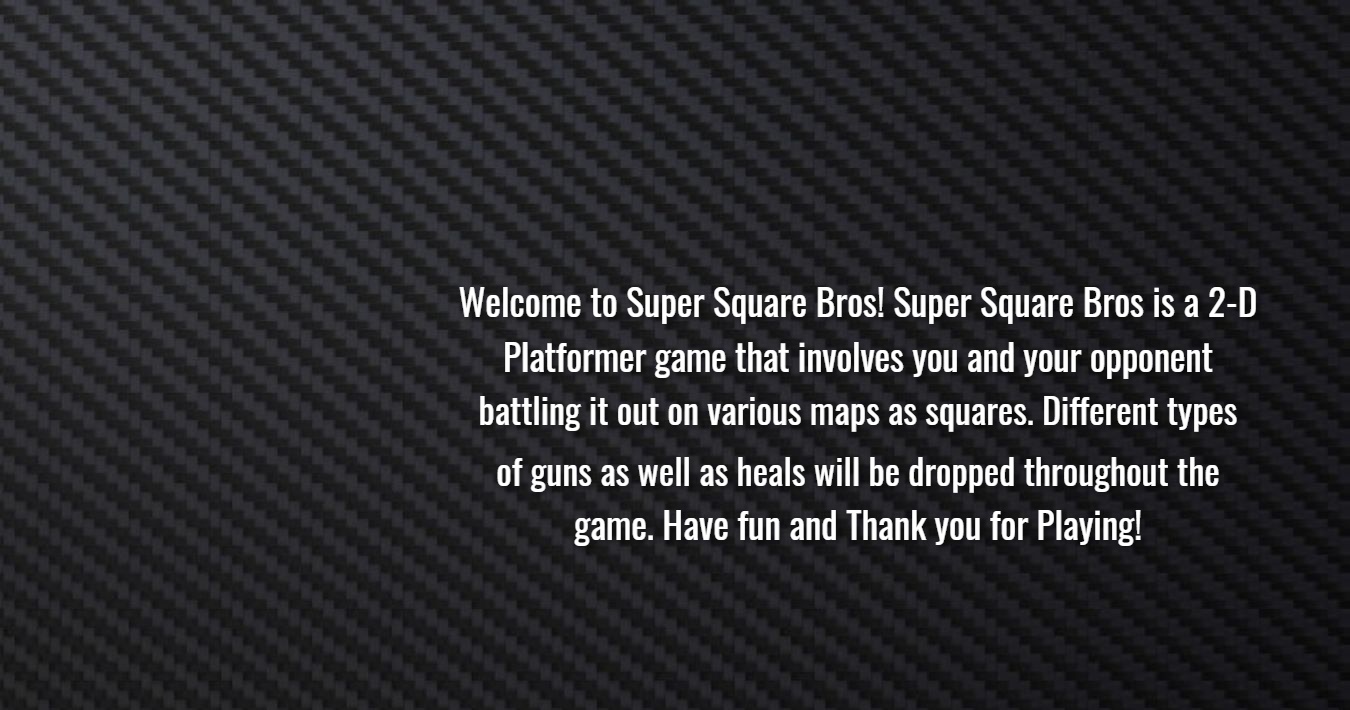 Welcome to Super Square Bros! Super Square Bros is a 2-D
Platformer game that involves you and your opponent
battling it out on various maps as squares. Different types
of guns as well as heals will be dropped throughout the
game. Have fun and Thank you for Playing!